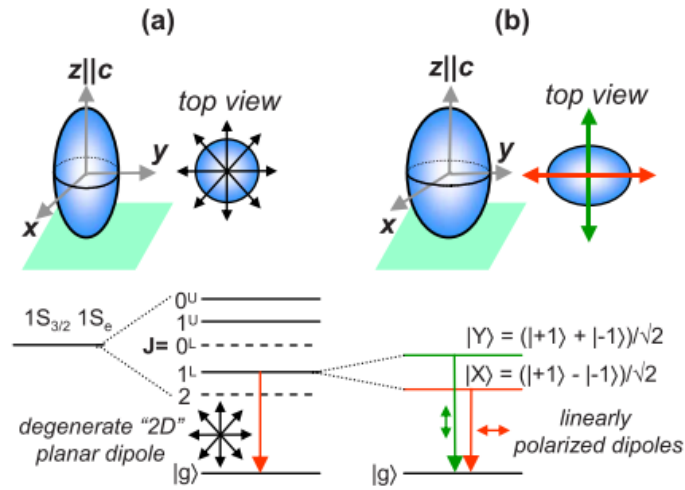 (a)
z||c
top view
y
x
(b)
z||c
top view
y
x
1S3/2 1Se
J=
0U
1U
0L
1L
2
degenerate “2D”
planar dipole
|g⟩
|Y⟩ = (|+1⟩ + |-1⟩)/√2
|X⟩ = (|+1⟩ - |-1⟩)/√2
linearly
polarized dipoles
|g⟩